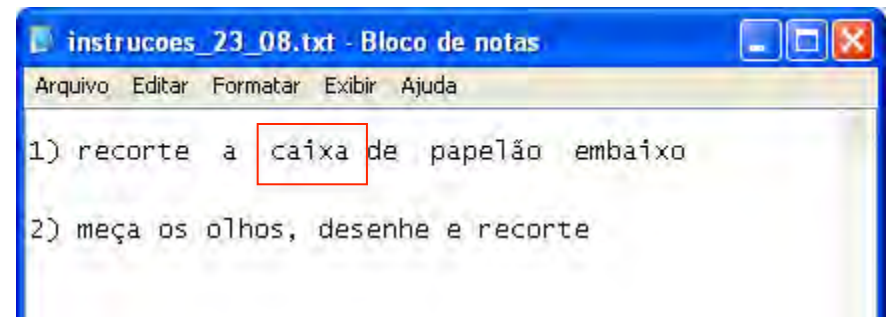 instrucoes_23_08.txt - Bloco de notas
Arquivo Editar Formatar Exibir Ajuda
1) recorte a caixa de papelão embaixo
2) meça os olhos, desenhe e recorte